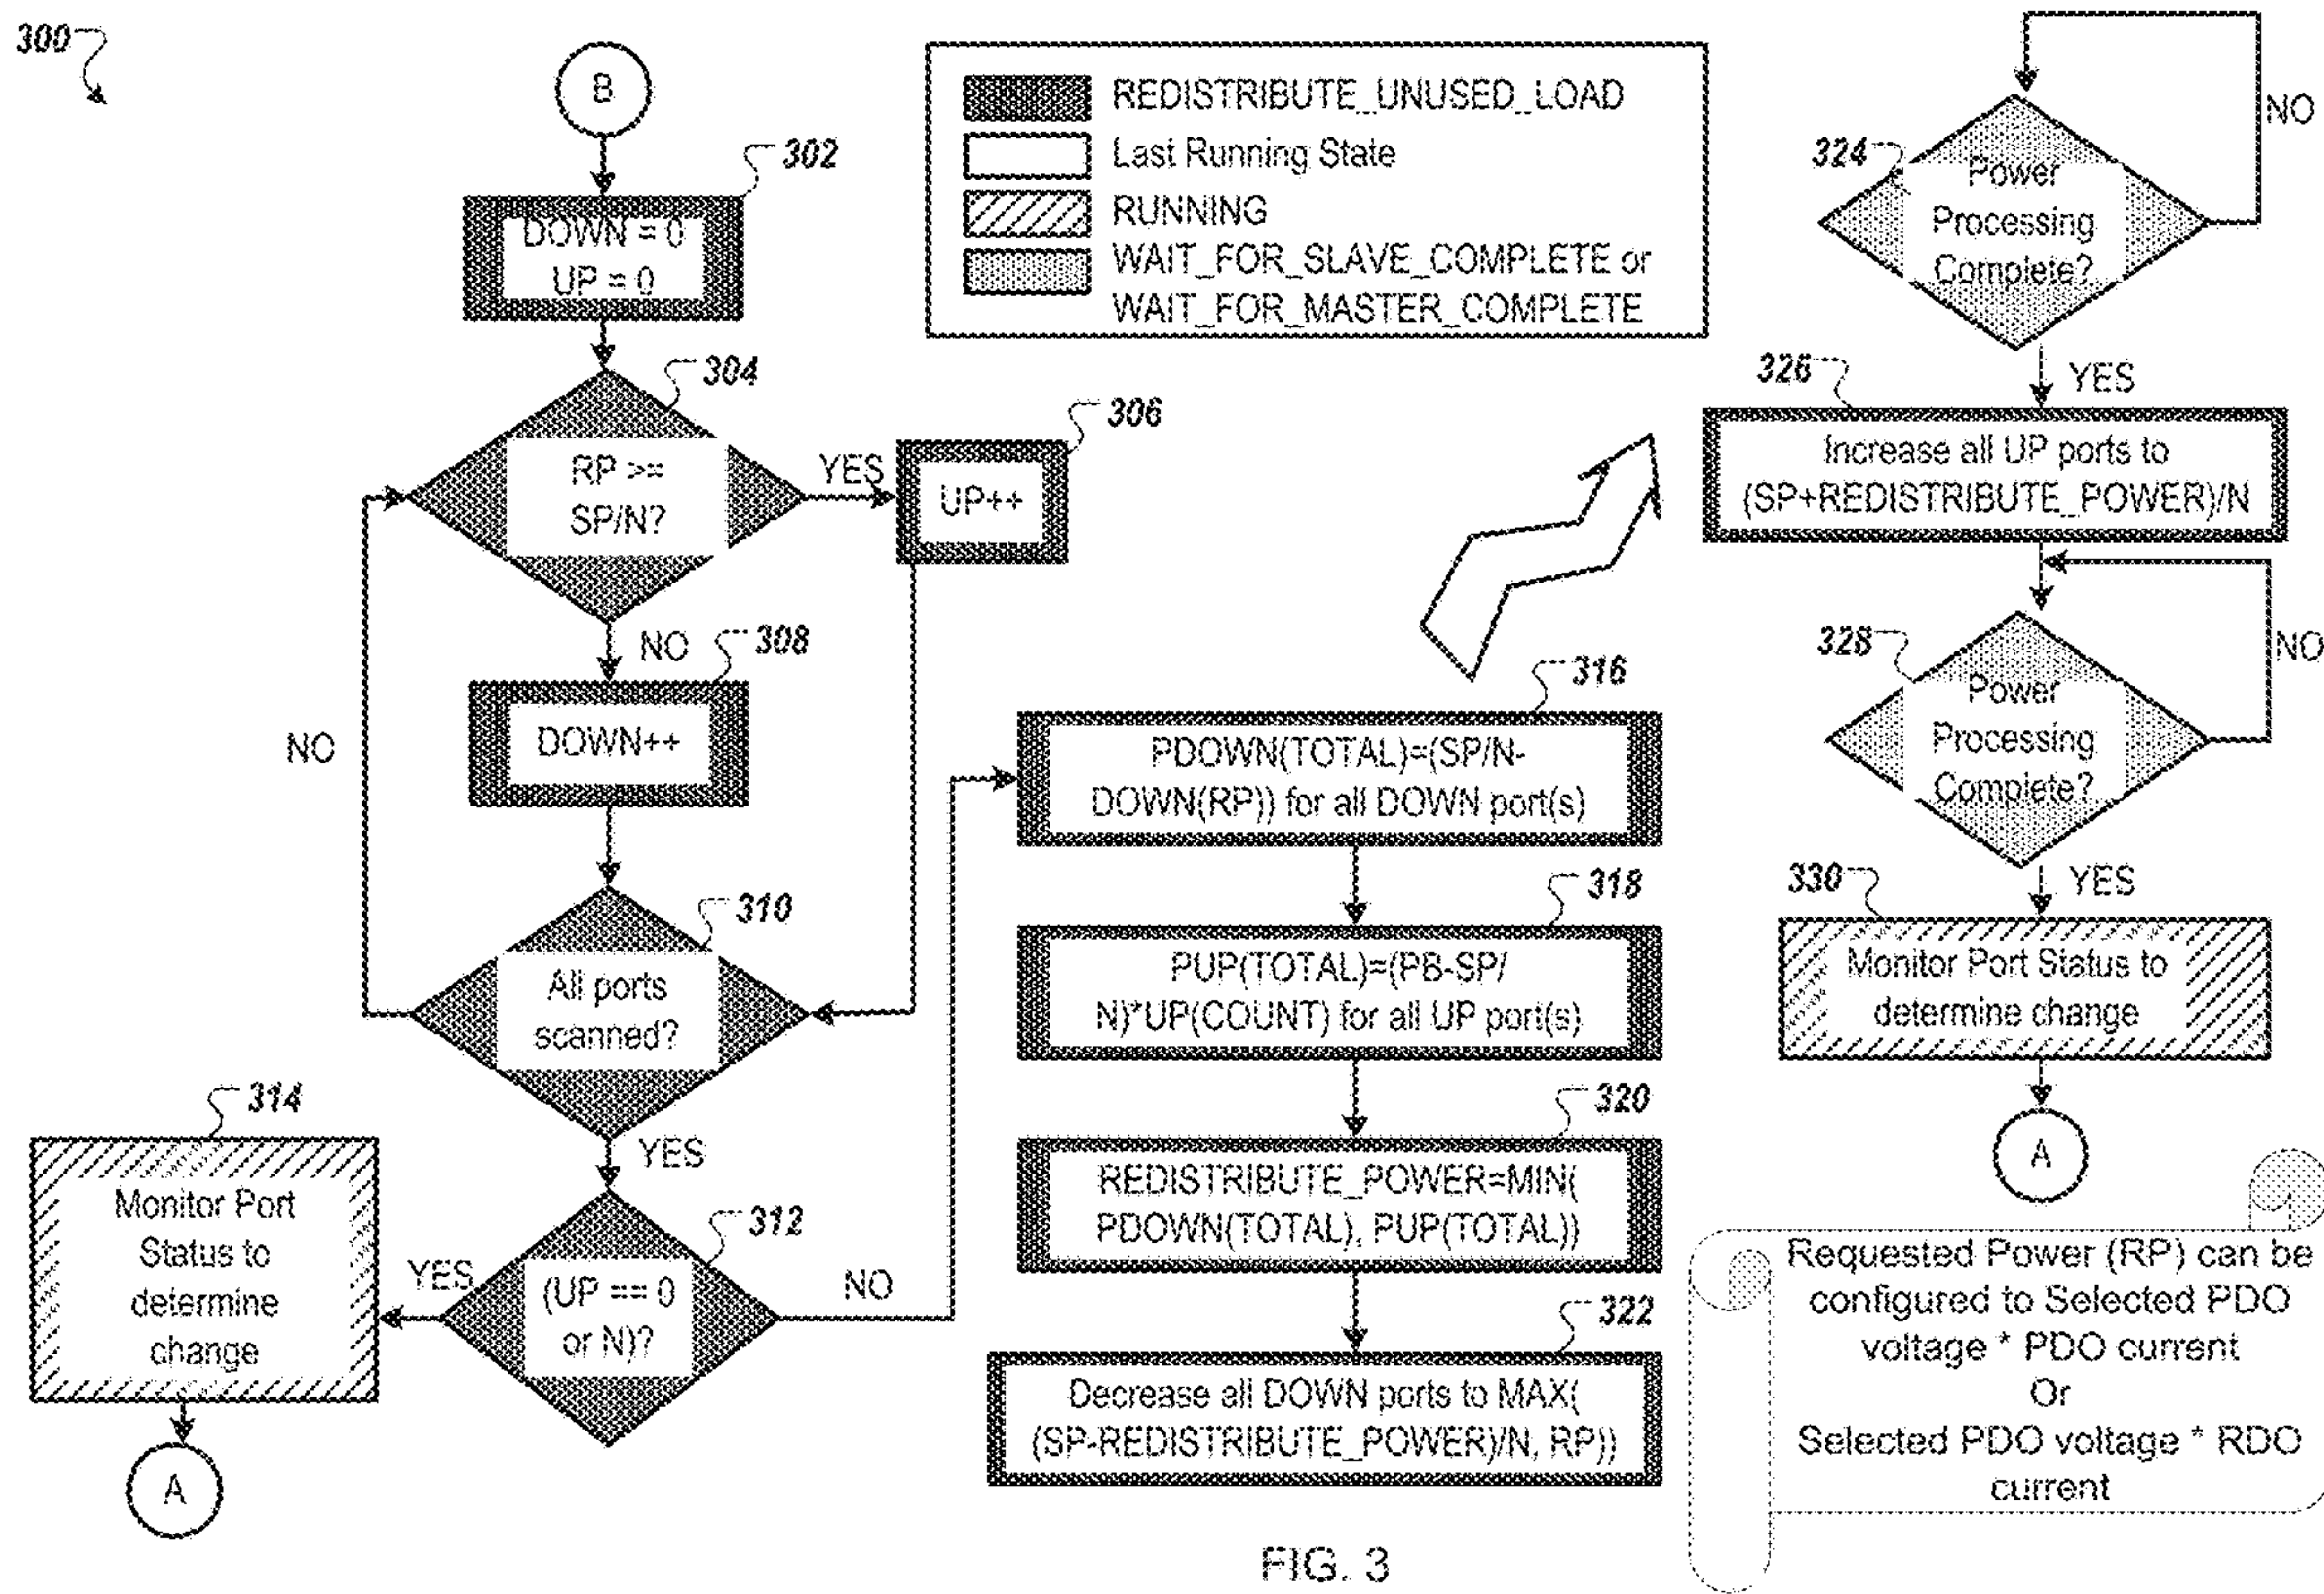 300
B
302
DOWN = 0
UP = 0
304
RP >=
SP/N?
YES
306
UP++
NO
308
DOWN++
NO
310
All ports
scanned?
YES
312
(UP == 0
or N)?
YES
NO
314
Monitor Port
Status to
determine
change
A
REDISTRIBUTE_UNUSED_LOAD
Last Running State
RUNNING
WAIT_FOR_SLAVE_COMPLETE or
WAIT_FOR_MASTER_COMPLETE
316
PDOWN(TOTAL)=(SP/N-
DOWN(RP)) for all DOWN port(s)
318
PUP(TOTAL)=(PB-SP/
N)*UP(COUNT) for all UP port(s)
320
REDISTRIBUTE_POWER=MIN(
PDOWN(TOTAL), PUP(TOTAL))
322
Decrease all DOWN ports to MAX(
(SP-REDISTRIBUTE_POWER)/N, RP))
324
Power
Processing
Complete?
NO
YES
326
Increase all UP ports to
(SP+REDISTRIBUTE_POWER)/N
328
Power
Processing
Complete?
NO
YES
330
Monitor Port Status to
determine change
A
Requested Power (RP) can be
configured to Selected PDO
voltage * PDO current
Or
Selected PDO voltage * RDO
current
FIG. 3